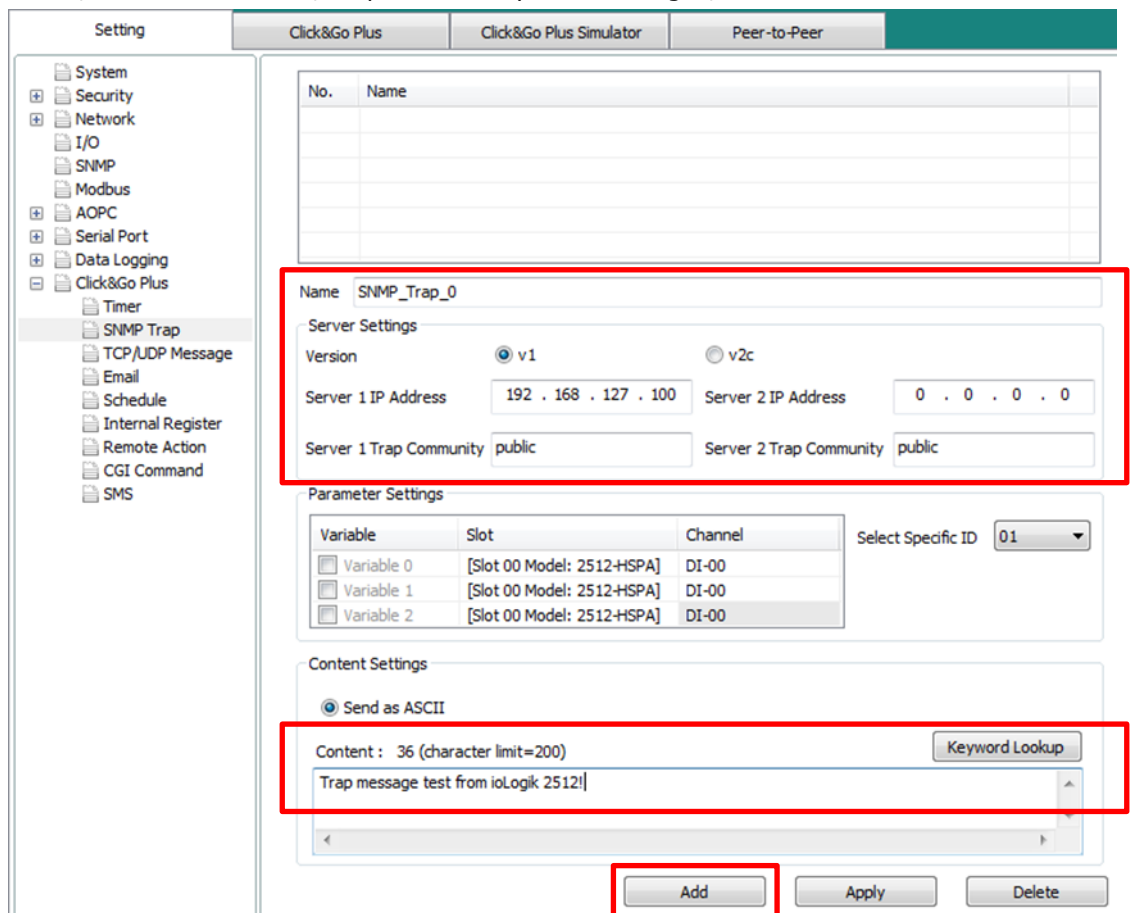 Setting
Click&Go Plus
Click&Go Plus Simulator
Peer-to-Peer
System
Security
Network
I/O
SNMP
Modbus
AOPC
Serial Port
Data Logging
Click&Go Plus
Timer
SNMP Trap
TCP/UDP Message
Email
Schedule
Internal Register
Remote Action
CGI Command
SMS
No. Name
Name SNMP_Trap_0
Server Settings
Version v1 v2c
Server 1 IP Address 192 . 168 . 127 . 100 Server 2 IP Address 0 . 0 . 0 . 0
Server 1 Trap Community public Server 2 Trap Community public
Parameter Settings
Variable Slot Channel Select Specific ID 01
Variable 0 [Slot 00 Model: 2512-HSPA] DI-00
Variable 1 [Slot 00 Model: 2512-HSPA] DI-00
Variable 2 [Slot 00 Model: 2512-HSPA] DI-00
Content Settings
Send as ASCII
Content : 36 (character limit=200) Keyword Lookup
Trap message test from ioLogik 2512!
Add Apply Delete